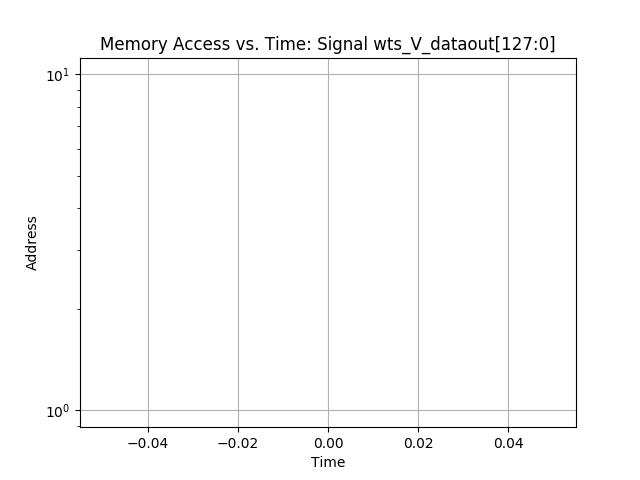 Memory Access vs. Time: Signal wts_V_dataout[127:0]
10¹
Address
10⁰
−0.04 −0.02 0.00 0.02 0.04
Time